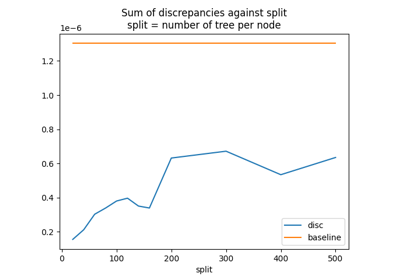 Sum of discrepancies against split
split = number of tree per node
1e-6
1.2
1.0
0.8
0.6
0.4
0.2
0
100
200
300
400
500
split
disc
baseline